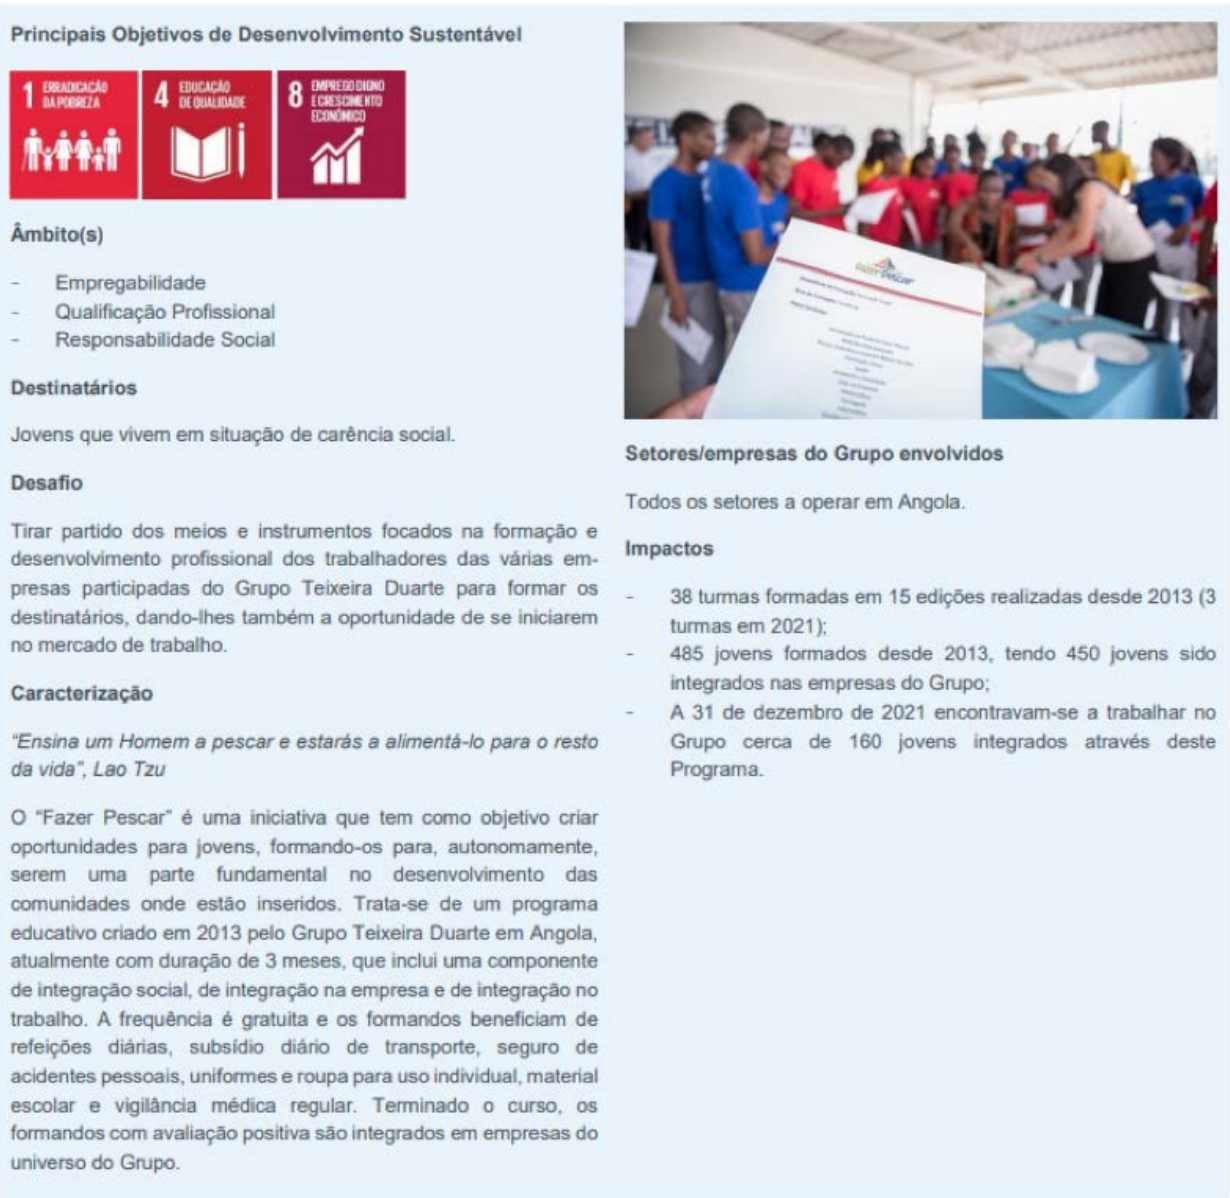 Principais Objetivos de Desenvolvimento Sustentável
1 ERRADICAÇÃO
DA POBREZA
4 EDUCAÇÃO
DE QUALIDADE
8 EMPREGO DIGNO
E CRESCIMENTO
ECONÓMICO
Âmbito(s)
- Empregabilidade
- Qualificação Profissional
- Responsabilidade Social
Destinatários
Jovens que vivem em situação de carência social.
Desafio
Tirar partido dos meios e instrumentos focados na formação e
desenvolvimento profissional dos trabalhadores das várias em-
presas participadas do Grupo Teixeira Duarte para formar os
destinatários, dando-lhes também a oportunidade de se iniciarem
no mercado de trabalho.
Caracterização
"Ensina um Homem a pescar e estarás a alimentá-lo para o resto
da vida", Lao Tzu
O "Fazer Pescar" é uma iniciativa que tem como objetivo criar
oportunidades para jovens, formando-os para, autonomamente,
serem uma parte fundamental no desenvolvimento das
comunidades onde estão inseridos. Trata-se de um programa
educativo criado em 2013 pelo Grupo Teixeira Duarte em Angola,
atualmente com duração de 3 meses, que inclui uma componente
de integração social, de integração na empresa e de integração no
trabalho. A frequência é gratuita e os formandos beneficiam de
refeições diárias, subsídio diário de transporte, seguro de
acidentes pessoais, uniformes e roupa para uso individual, material
escolar e vigilância médica regular. Terminado o curso, os
formandos com avaliação positiva são integrados em empresas do
universo do Grupo.
fazer pescar
Setores/empresas do Grupo envolvidos
Todos os setores a operar em Angola.
Impactos
- 38 turmas formadas em 15 edições realizadas desde 2013 (3
turmas em 2021);
- 485 jovens formados desde 2013, tendo 450 jovens sido
integrados nas empresas do Grupo;
- A 31 de dezembro de 2021 encontravam-se a trabalhar no
Grupo cerca de 160 jovens integrados através deste
Programa.